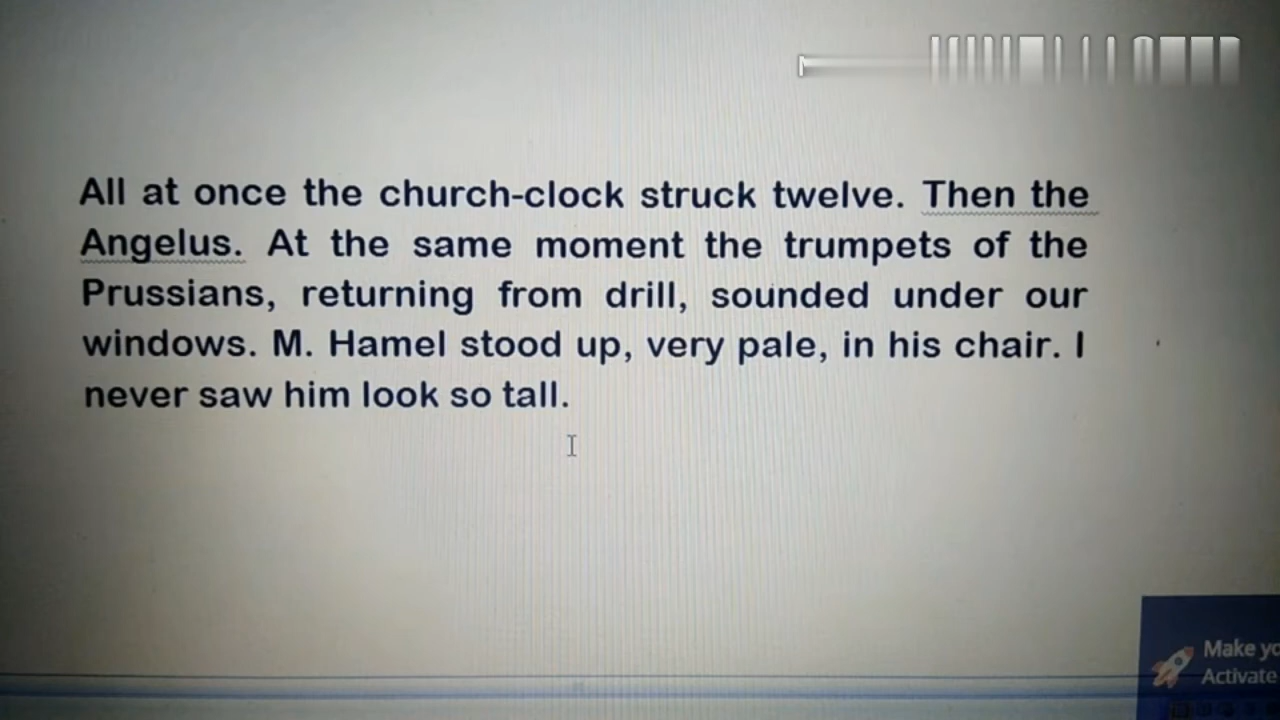 All at once the church-clock struck twelve. Then the
Angelus. At the same moment the trumpets of the
Prussians, returning from drill, sounded under our
windows. M. Hamel stood up, very pale, in his chair. I
never saw him look so tall.
Make
Activate